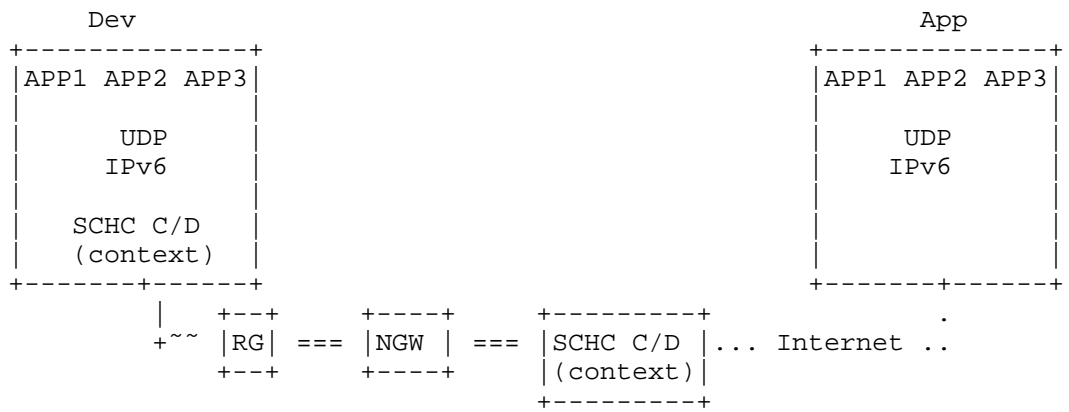 Dev App
APP1 APP2 APP3 APP1 APP2 APP3
UDP UDP
IPv6 IPv6
SCHC C/D
(context)
RG === NGW === SCHC C/D ... Internet ..
(context)